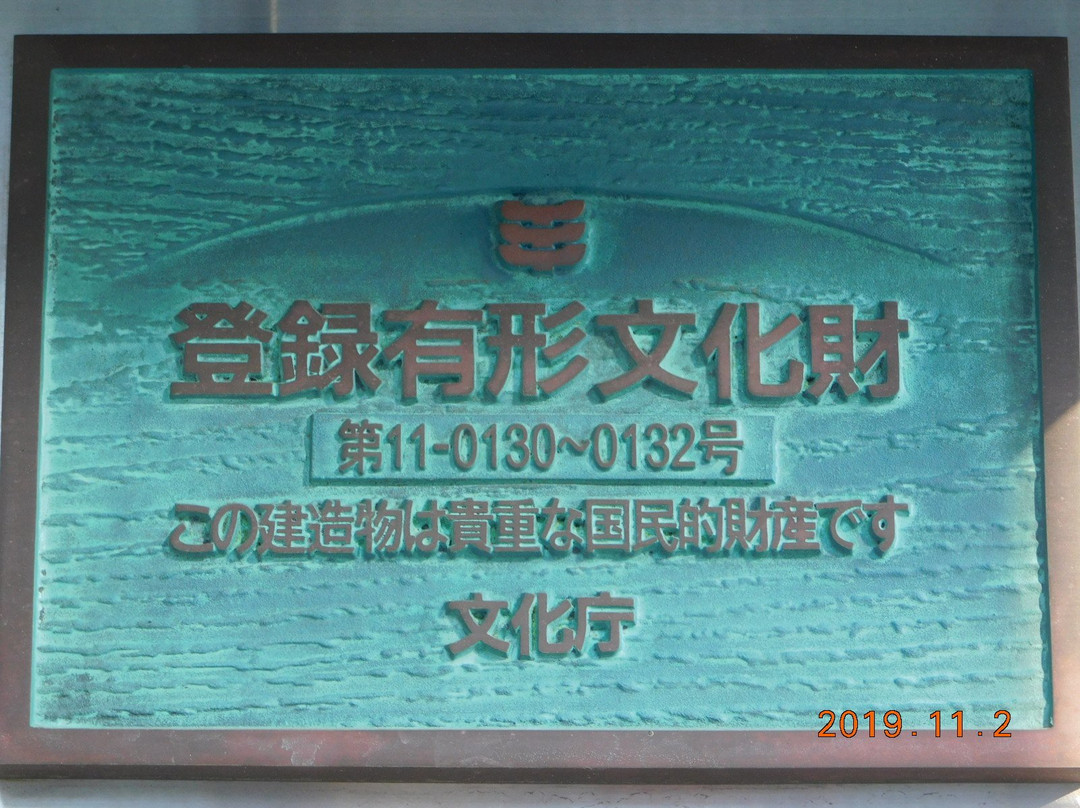 登録有形文化財
第11-0130~0132号
この建造物は貴重な国民的財産です
文化庁
2019.11.2